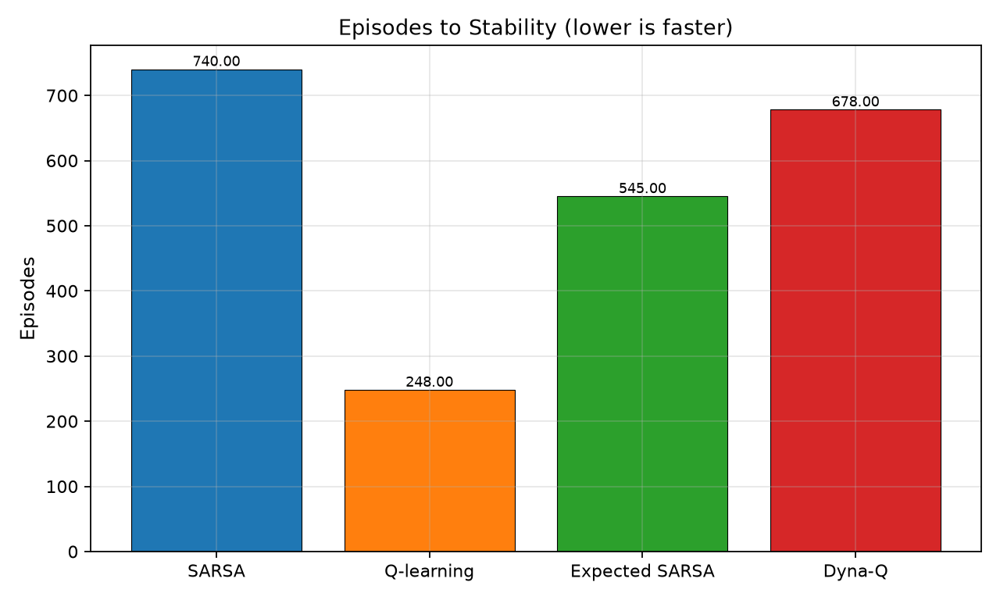 Episodes to Stability (lower is faster)
740.00
248.00
545.00
678.00
Episodes
700
600
500
400
300
200
100
0
SARSA
Q-learning
Expected SARSA
Dyna-Q